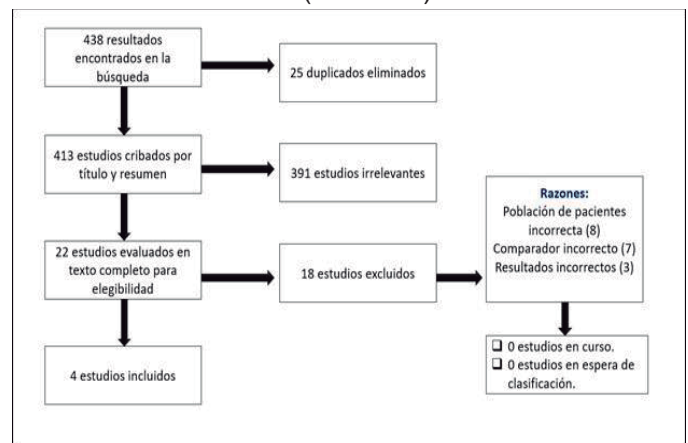 438 resultados
encontrados en la
búsqueda
25 duplicados eliminados
413 estudios cribados por
título y resumen
391 estudios irrelevantes
Razones:
Población de pacientes
incorrecta (8)
Comparador incorrecto (7)
Resultados incorrectos (3)
22 estudios evaluados en
texto completo para
elegibilidad
18 estudios excluidos
❑ 0 estudios en curso.
❑ 0 estudios en espera de
clasificación.
4 estudios incluidos